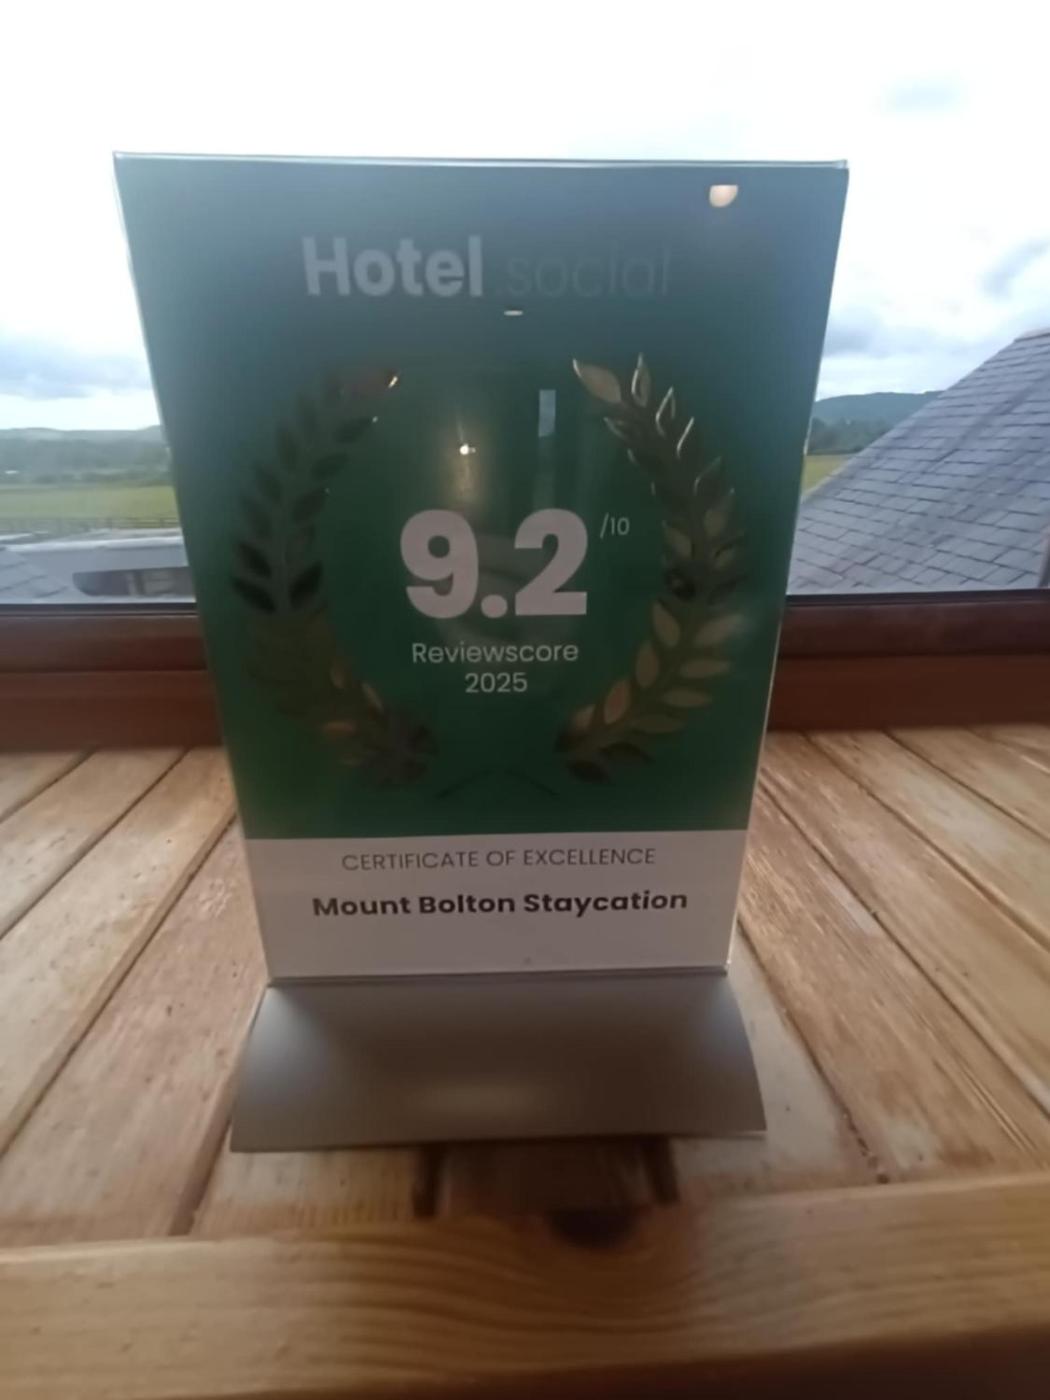 Hotel.social
9.2 /10
Reviewscore
2025
CERTIFICATE OF EXCELLENCE
Mount Bolton Staycation